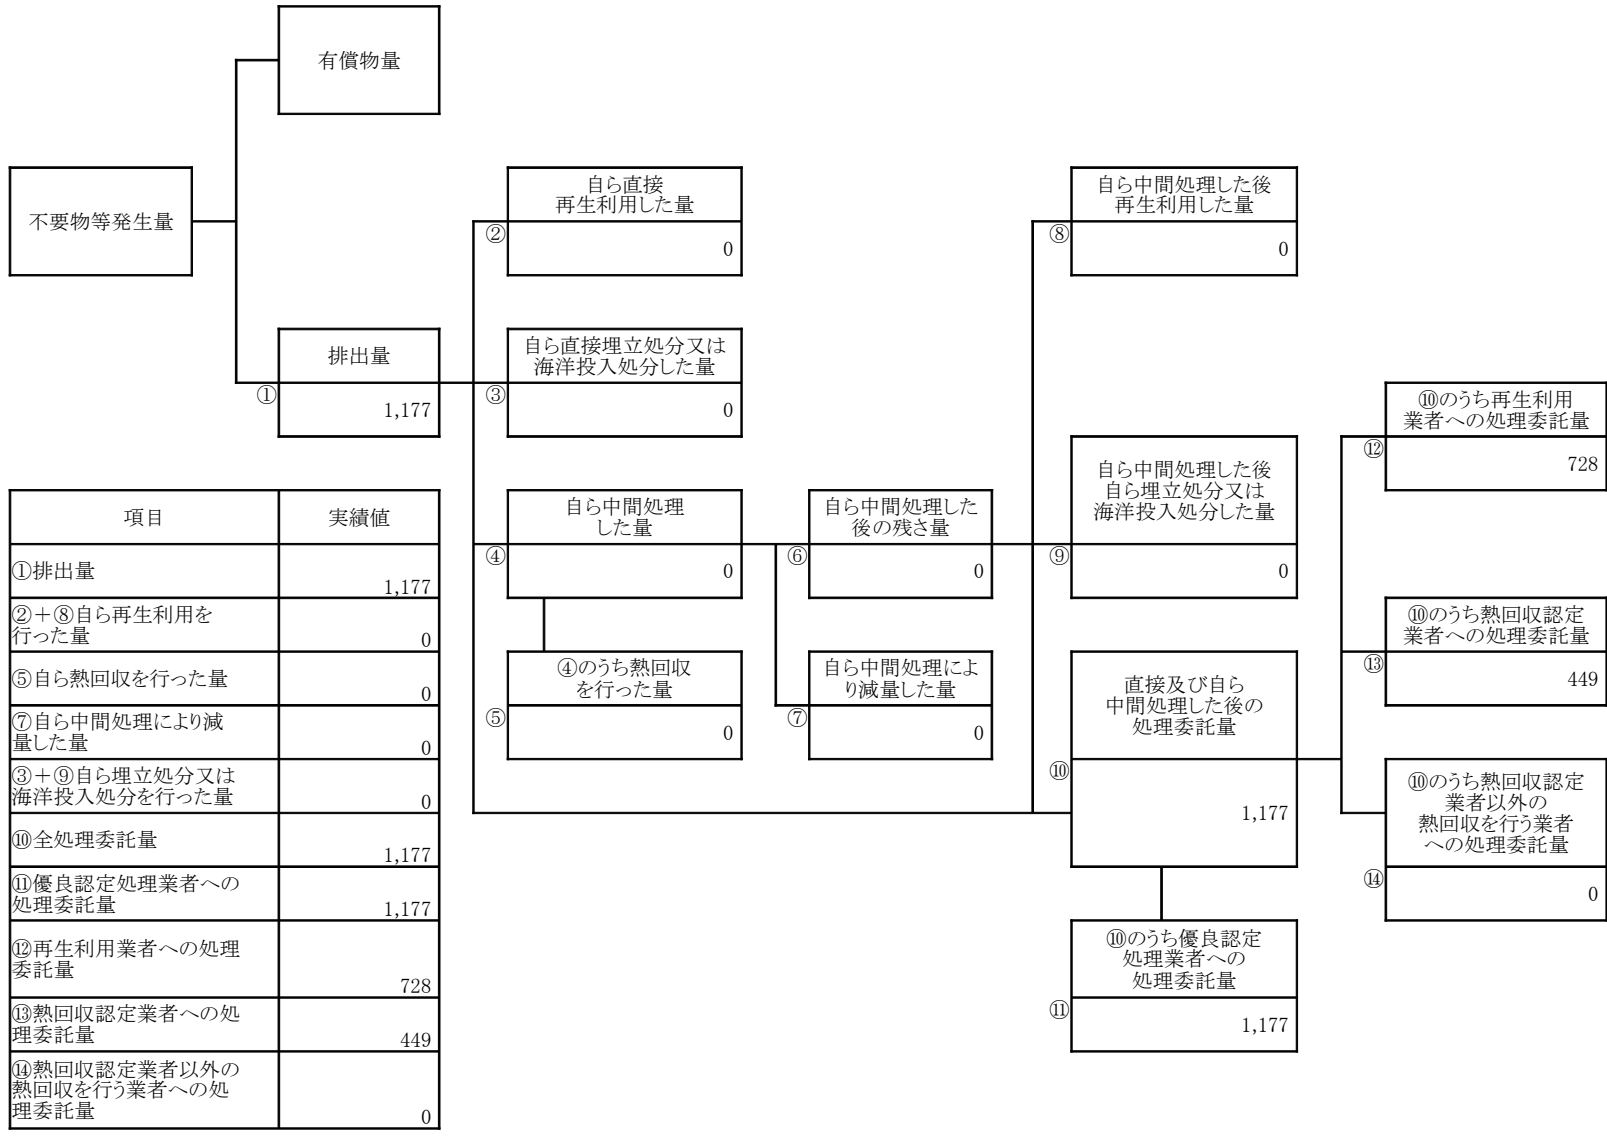 有償物量
不要物等発生量
自ら直接
再生利用した量
②
0
自ら中間処理した後
再生利用した量
⑧
0
排出量
①
1,177
自ら直接埋立処分又は
海洋投入処分した量
③
0
⑩のうち再生利用
業者への処理委託量
⑫
728
自ら中間処理
した量
④
0
自ら中間処理した
後の残さ量
⑥
0
自ら中間処理した後
自ら埋立処分又は
海洋投入処分した量
⑨
0
⑩のうち熱回収認定
業者への処理委託量
⑬
449
④のうち熱回収
を行った量
⑤
0
自ら中間処理によ
り減量した量
⑦
0
直接及び自ら
中間処理した後の
処理委託量
⑩
1,177
⑩のうち熱回収認定
業者以外の
熱回収を行う業者
への処理委託量
⑭
0
⑩のうち優良認定
処理業者への
処理委託量
⑪
1,177
項目 実績値
①排出量
1,177
②＋⑧自ら再生利用を
行った量 0
⑤自ら熱回収を行った量
0
⑦自ら中間処理により減
量した量 0
③＋⑨自ら埋立処分又は
海洋投入処分を行った量 0
⑩全処理委託量
1,177
⑪優良認定処理業者への
処理委託量 1,177
⑫再生利用業者への処理
委託量
728
⑬熱回収認定業者への処
理委託量 449
⑭熱回収認定業者以外の
熱回収を行う業者への処
理委託量 0